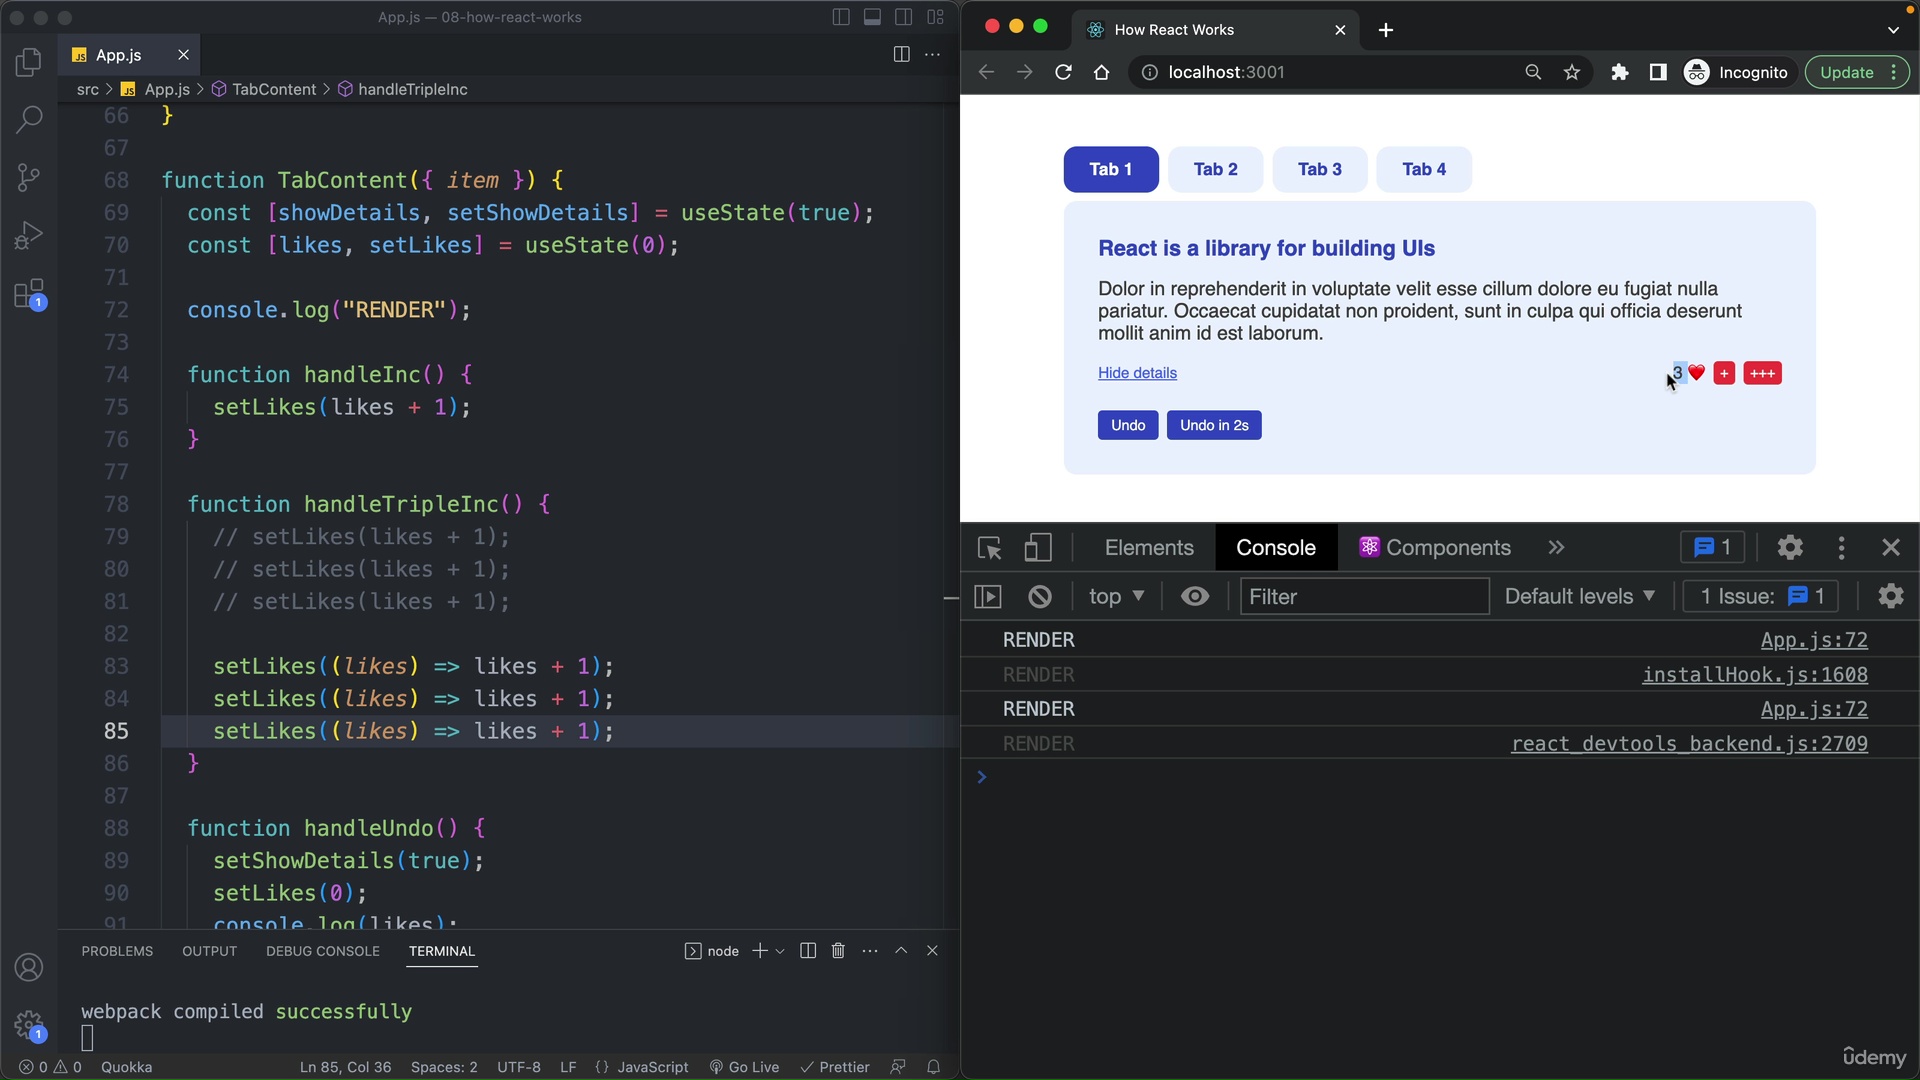 App.js — 08-how-react-works
JS App.js
src > JS App.js > TabContent > handleTripleInc
66 }
67
68 function TabContent({ item }) {
69 const [showDetails, setShowDetails] = useState(true);
70 const [likes, setLikes] = useState(0);
71
72 console.log("RENDER");
73
74 function handleInc() {
75 setLikes(likes + 1);
76 }
77
78 function handleTripleInc() {
79 // setLikes(likes + 1);
80 // setLikes(likes + 1);
81 // setLikes(likes + 1);
82
83 setLikes((likes) => likes + 1);
84 setLikes((likes) => likes + 1);
85 setLikes((likes) => likes + 1);
86 }
87
88 function handleUndo() {
89 setShowDetails(true);
90 setLikes(0);
91 console.log(likes);
1
1
PROBLEMS OUTPUT DEBUG CONSOLE TERMINAL node
webpack compiled successfully
0 0 Quokka Ln 85, Col 36 Spaces: 2 UTF-8 LF {} JavaScript Go Live Prettier
How React Works
localhost:3001 Incognito Update
Tab 1 Tab 2 Tab 3 Tab 4
React is a library for building UIs
Dolor in reprehenderit in voluptate velit esse cillum dolore eu fugiat nulla
pariatur. Occaecat cupidatat non proident, sunt in culpa qui officia deserunt
mollit anim id est laborum.
Hide details 3❤️ + +++
Undo Undo in 2s
Elements Console Components 1
top Filter Default levels 1 Issue: 1
RENDER App.js:72
RENDER installHook.js:1608
RENDER App.js:72
RENDER react_devtools_backend.js:2709
>
ûdemy